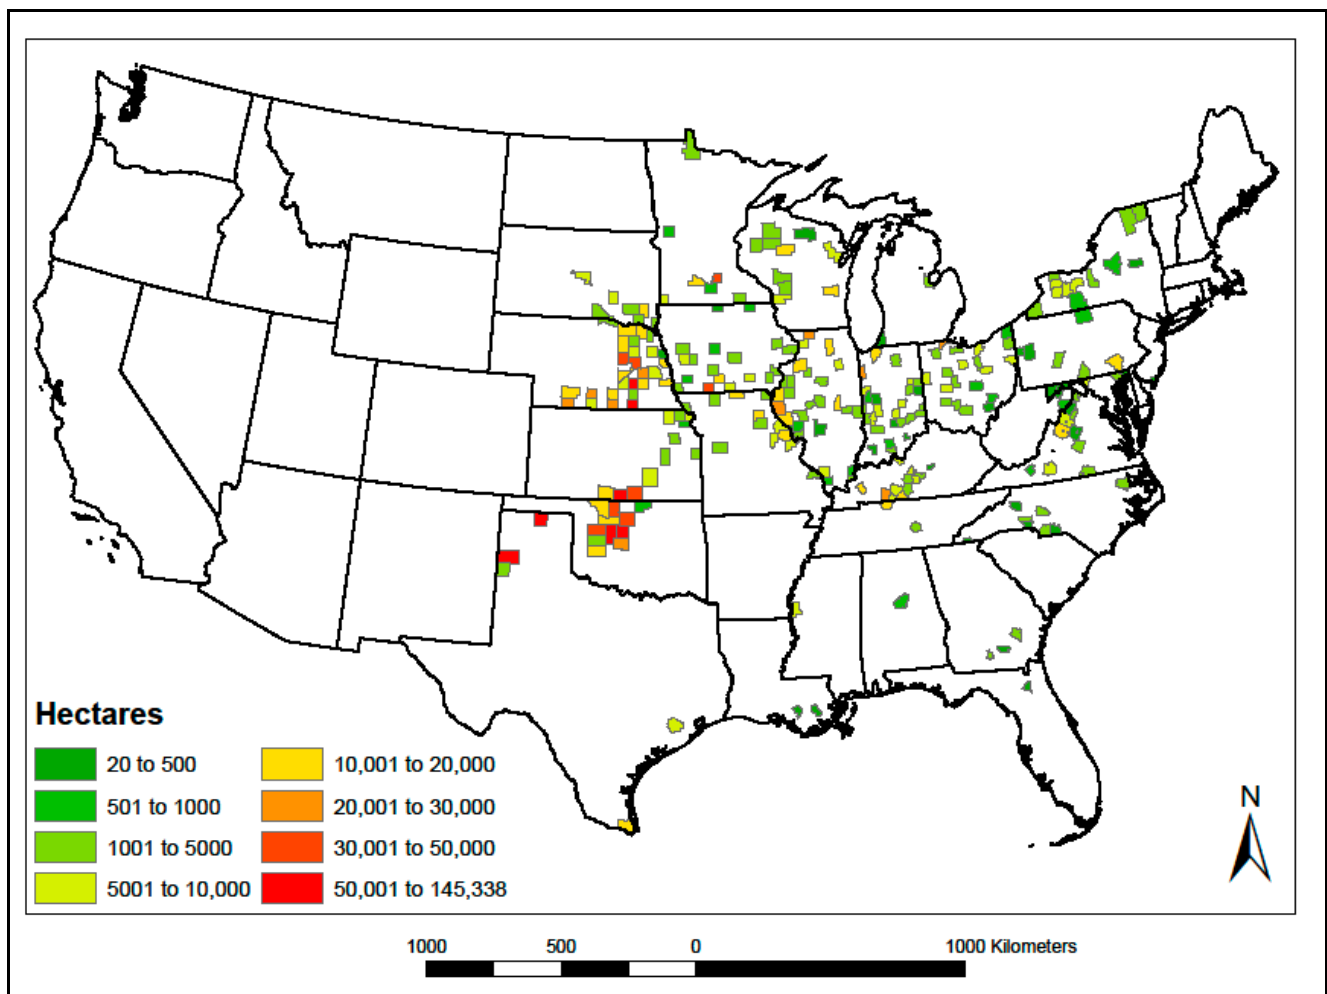 Hectares
20 to 500
501 to 1000
1001 to 5000
5001 to 10,000
10,001 to 20,000
20,001 to 30,000
30,001 to 50,000
50,001 to 145,338
N
1000 500 0 1000 Kilometers